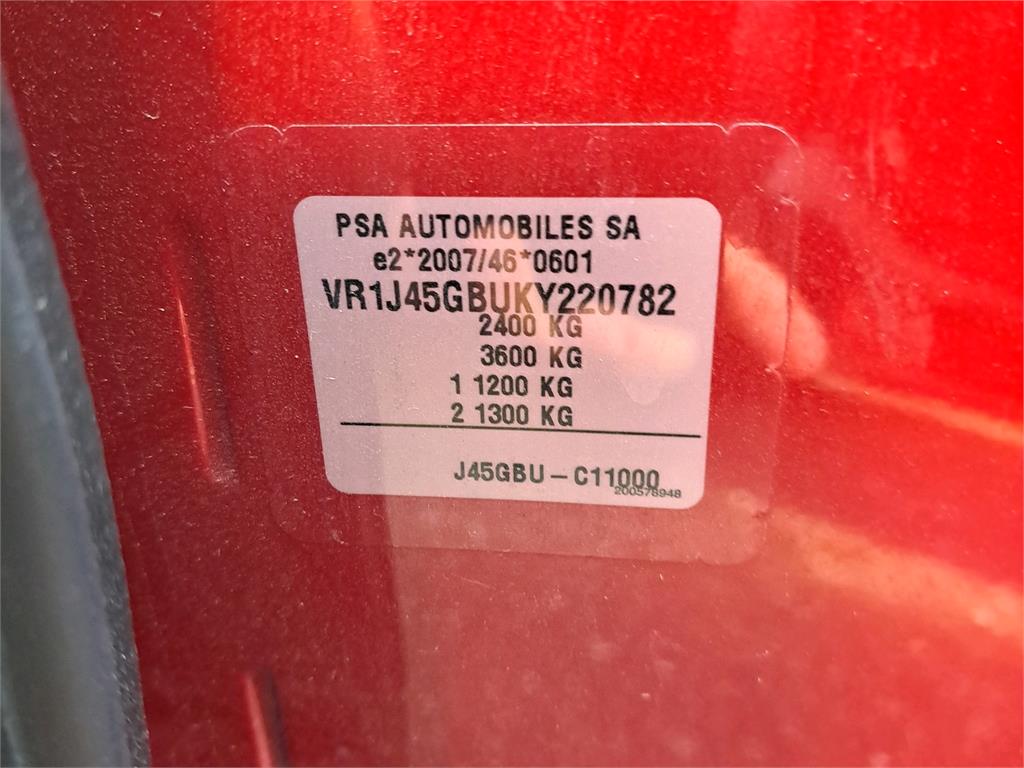 PSA AUTOMOBILES SA
e2*2007/46*0601
VR1J45GBUKY220782
2400 KG
3600 KG
1 1200 KG
2 1300 KG
J45GBU - C11000
200578948